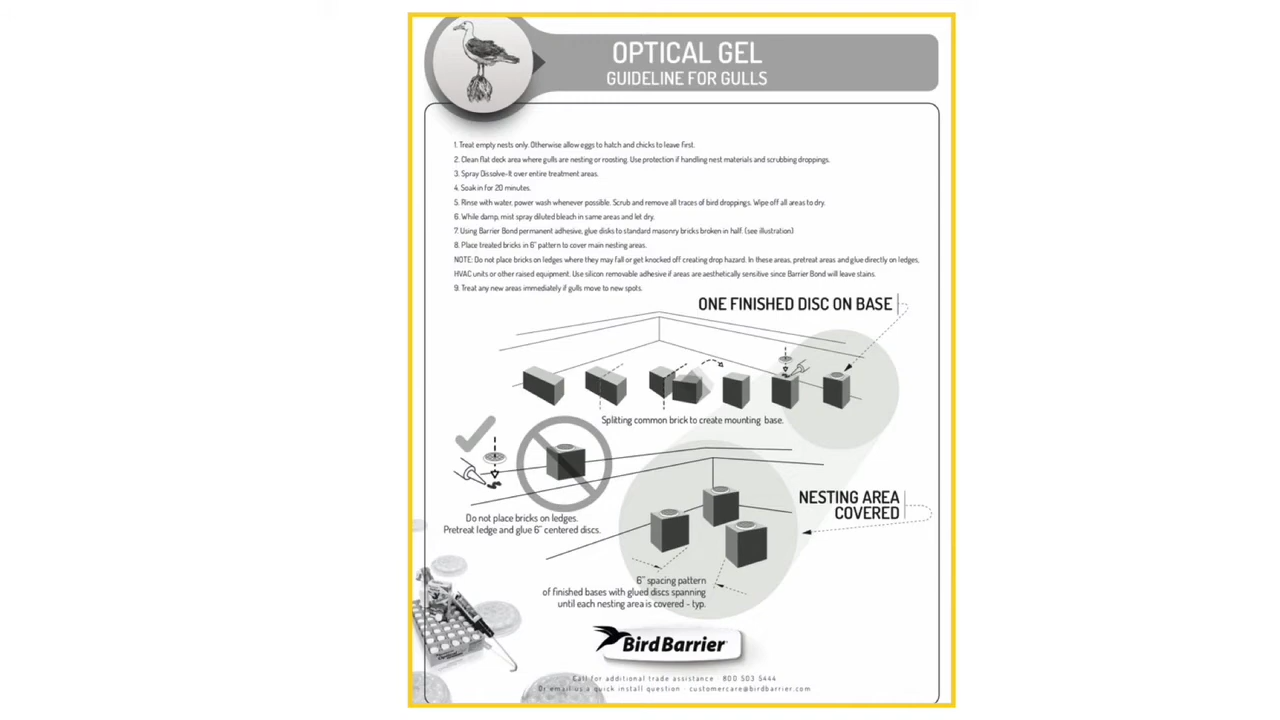 OPTICAL GEL
GUIDELINE FOR GULLS
1. Treat empty nests only. Otherwise allow eggs to hatch and chicks to leave first.
2. Clean flat deck area where gulls are nesting or roosting. Use protection if handling nest materials and scrubbing droppings.
3. Spray Dissolve-It over entire treatment areas.
4. Soak in for 20 minutes.
5. Rinse with water, power wash whenever possible. Scrub and remove all traces of bird droppings. Wipe off all areas to dry.
6. While damp, mist spray diluted bleach in same areas and let dry.
7. Using Barrier Bond permanent adhesive, glue disks to standard masonry bricks broken in half. (see illustration)
8. Place treated bricks in 6" pattern to cover main nesting areas.
NOTE: Do not place bricks on ledges where they may fall or get knocked off creating drop hazard. In these areas, pretreat areas and glue directly on ledges,
HVAC units or other raised equipment. Use silicon removable adhesive if areas are aesthetically sensitive since Barrier Bond will leave stains.
9. Treat any new areas immediately if gulls move to new spots.
ONE FINISHED DISC ON BASE
Splitting common brick to create mounting base.
Do not place bricks on ledges.
Pretreat ledge and glue 6" centered discs.
NESTING AREA
COVERED
6" spacing pattern
of finished bases with glued discs spanning
until each nesting area is covered - typ.
Bird Barrier
Call for additional trade assistance · 800 503 5444
Or email us a quick install question · customercare@birdbarrier.com